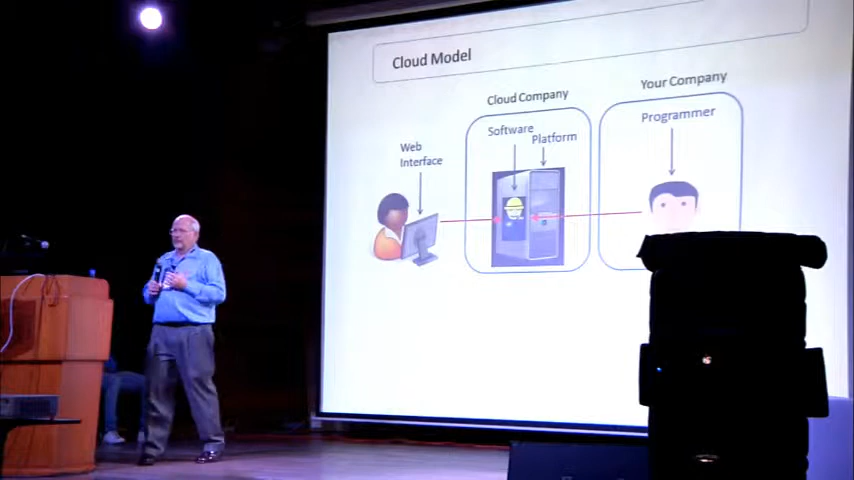 Cloud Model
Cloud Company
Your Company
Software
Platform
Programmer
Web
Interface